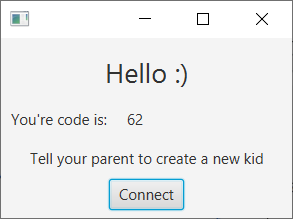 Hello :)
You're code is: 62
Tell your parent to create a new kid
Connect